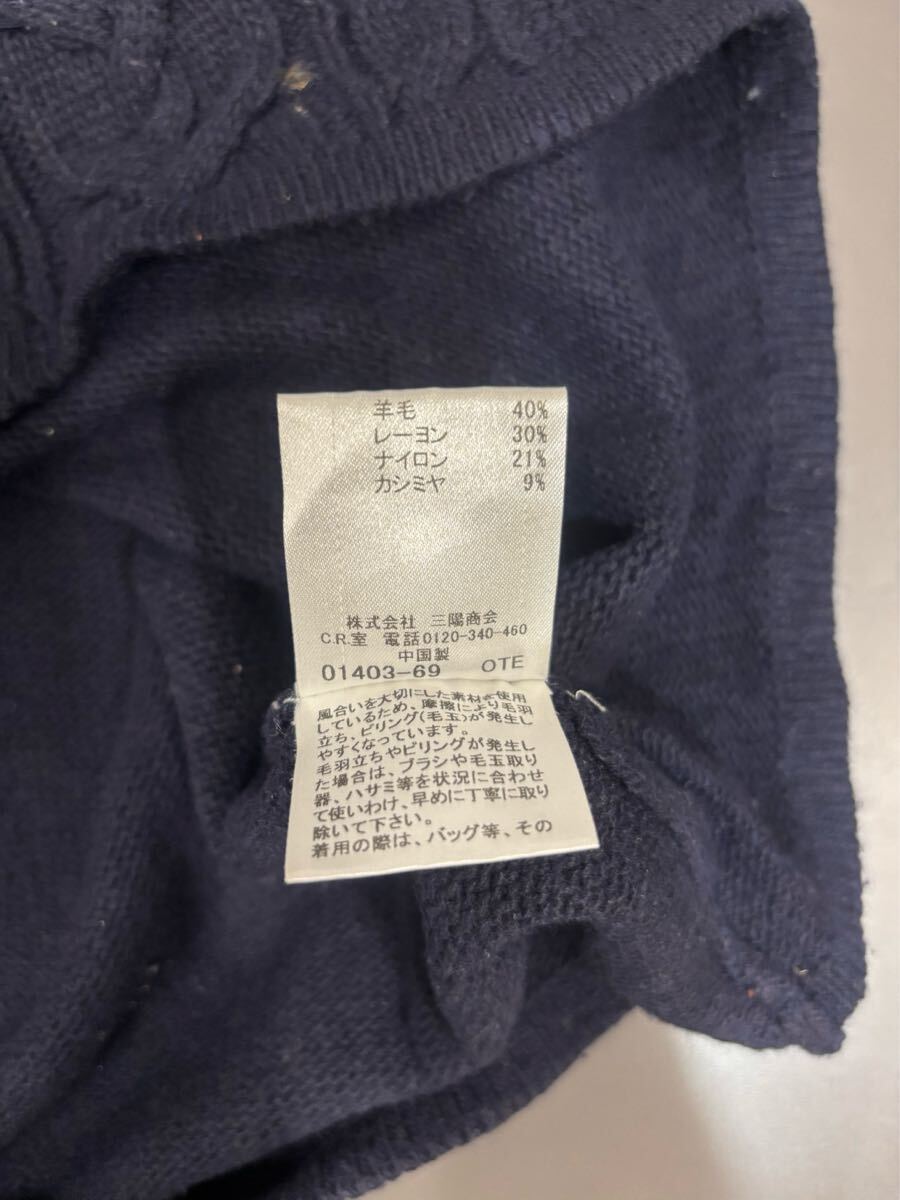 羊毛 40%
レーヨン 30%
ナイロン 21%
カシミヤ 9%
株式会社 三陽商会
C.R.室 電話0120-340-460
中国製
01403-69 OTE
風合いを大切にした素材を使用
しているため、摩擦により毛羽
立ち、ピリング(毛玉)が発生し
やすくなっています。
毛羽立ちやピリングが発生し
た場合は、ブラシや毛玉取り
器、ハサミ等を状況に合わせ
て使いわけ、早めに丁寧に取り
除いて下さい。
着用の際は、バッグ等、その